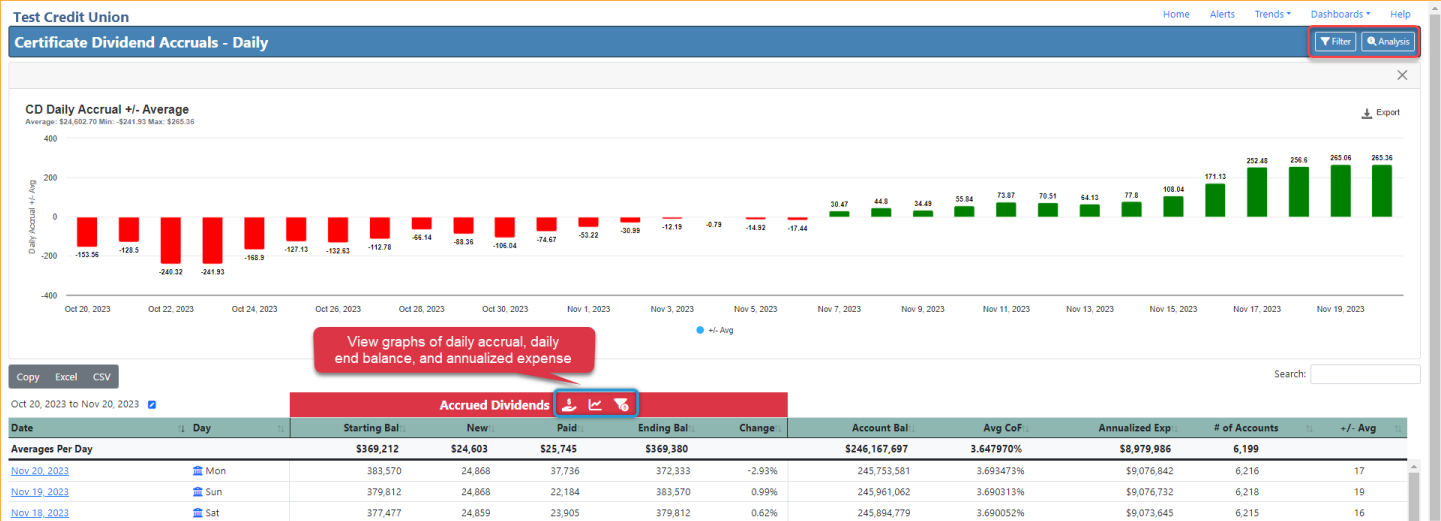 Test Credit Union
Home Alerts Trends Dashboards Help
Certificate Dividend Accruals - Daily
Filter Analysis
CD Daily Accrual +/- Average
Average: $24,602.70 Min: -$241.93 Max: $265.36
Export
Daily Accrual +/- Avg
400
200
0
-200
-400
-153.56 -128.5 -240.32 -241.93 -168.9 -127.13 -132.63 -112.78 -66.14 -88.36 -106.04 -74.67 -53.22 -30.99 -12.19 -0.79 -14.92 -17.44 30.47 44.8 34.49 55.84 73.87 70.51 64.13 77.8 108.04 171.13 252.48 256.6 265.06 265.36
Oct 20, 2023 Oct 22, 2023 Oct 24, 2023 Oct 26, 2023 Oct 28, 2023 Oct 30, 2023 Nov 1, 2023 Nov 3, 2023 Nov 5, 2023 Nov 7, 2023 Nov 9, 2023 Nov 11, 2023 Nov 13, 2023 Nov 15, 2023 Nov 17, 2023 Nov 19, 2023
+/- Avg
View graphs of daily accrual, daily
end balance, and annualized expense
Copy Excel CSV
Search:
Oct 20, 2023 to Nov 20, 2023
Accrued Dividends
Date Day Starting Bal New Paid Ending Bal Change Account Bal Avg CoF Annualized Exp # of Accounts +/- Avg
Averages Per Day $369,212 $24,603 $25,745 $369,380 $246,167,697 3.647970% $8,979,986 6,199
Nov 20, 2023 Mon 383,570 24,868 37,736 372,333 -2.93% 245,753,581 3.693473% $9,076,842 6,216 17
Nov 19, 2023 Sun 379,812 24,868 22,184 383,570 0.99% 245,961,062 3.690313% $9,076,732 6,218 19
Nov 18, 2023 Sat 377,477 24,859 23,905 379,812 0.62% 245,894,779 3.690052% $9,073,645 6,215 16